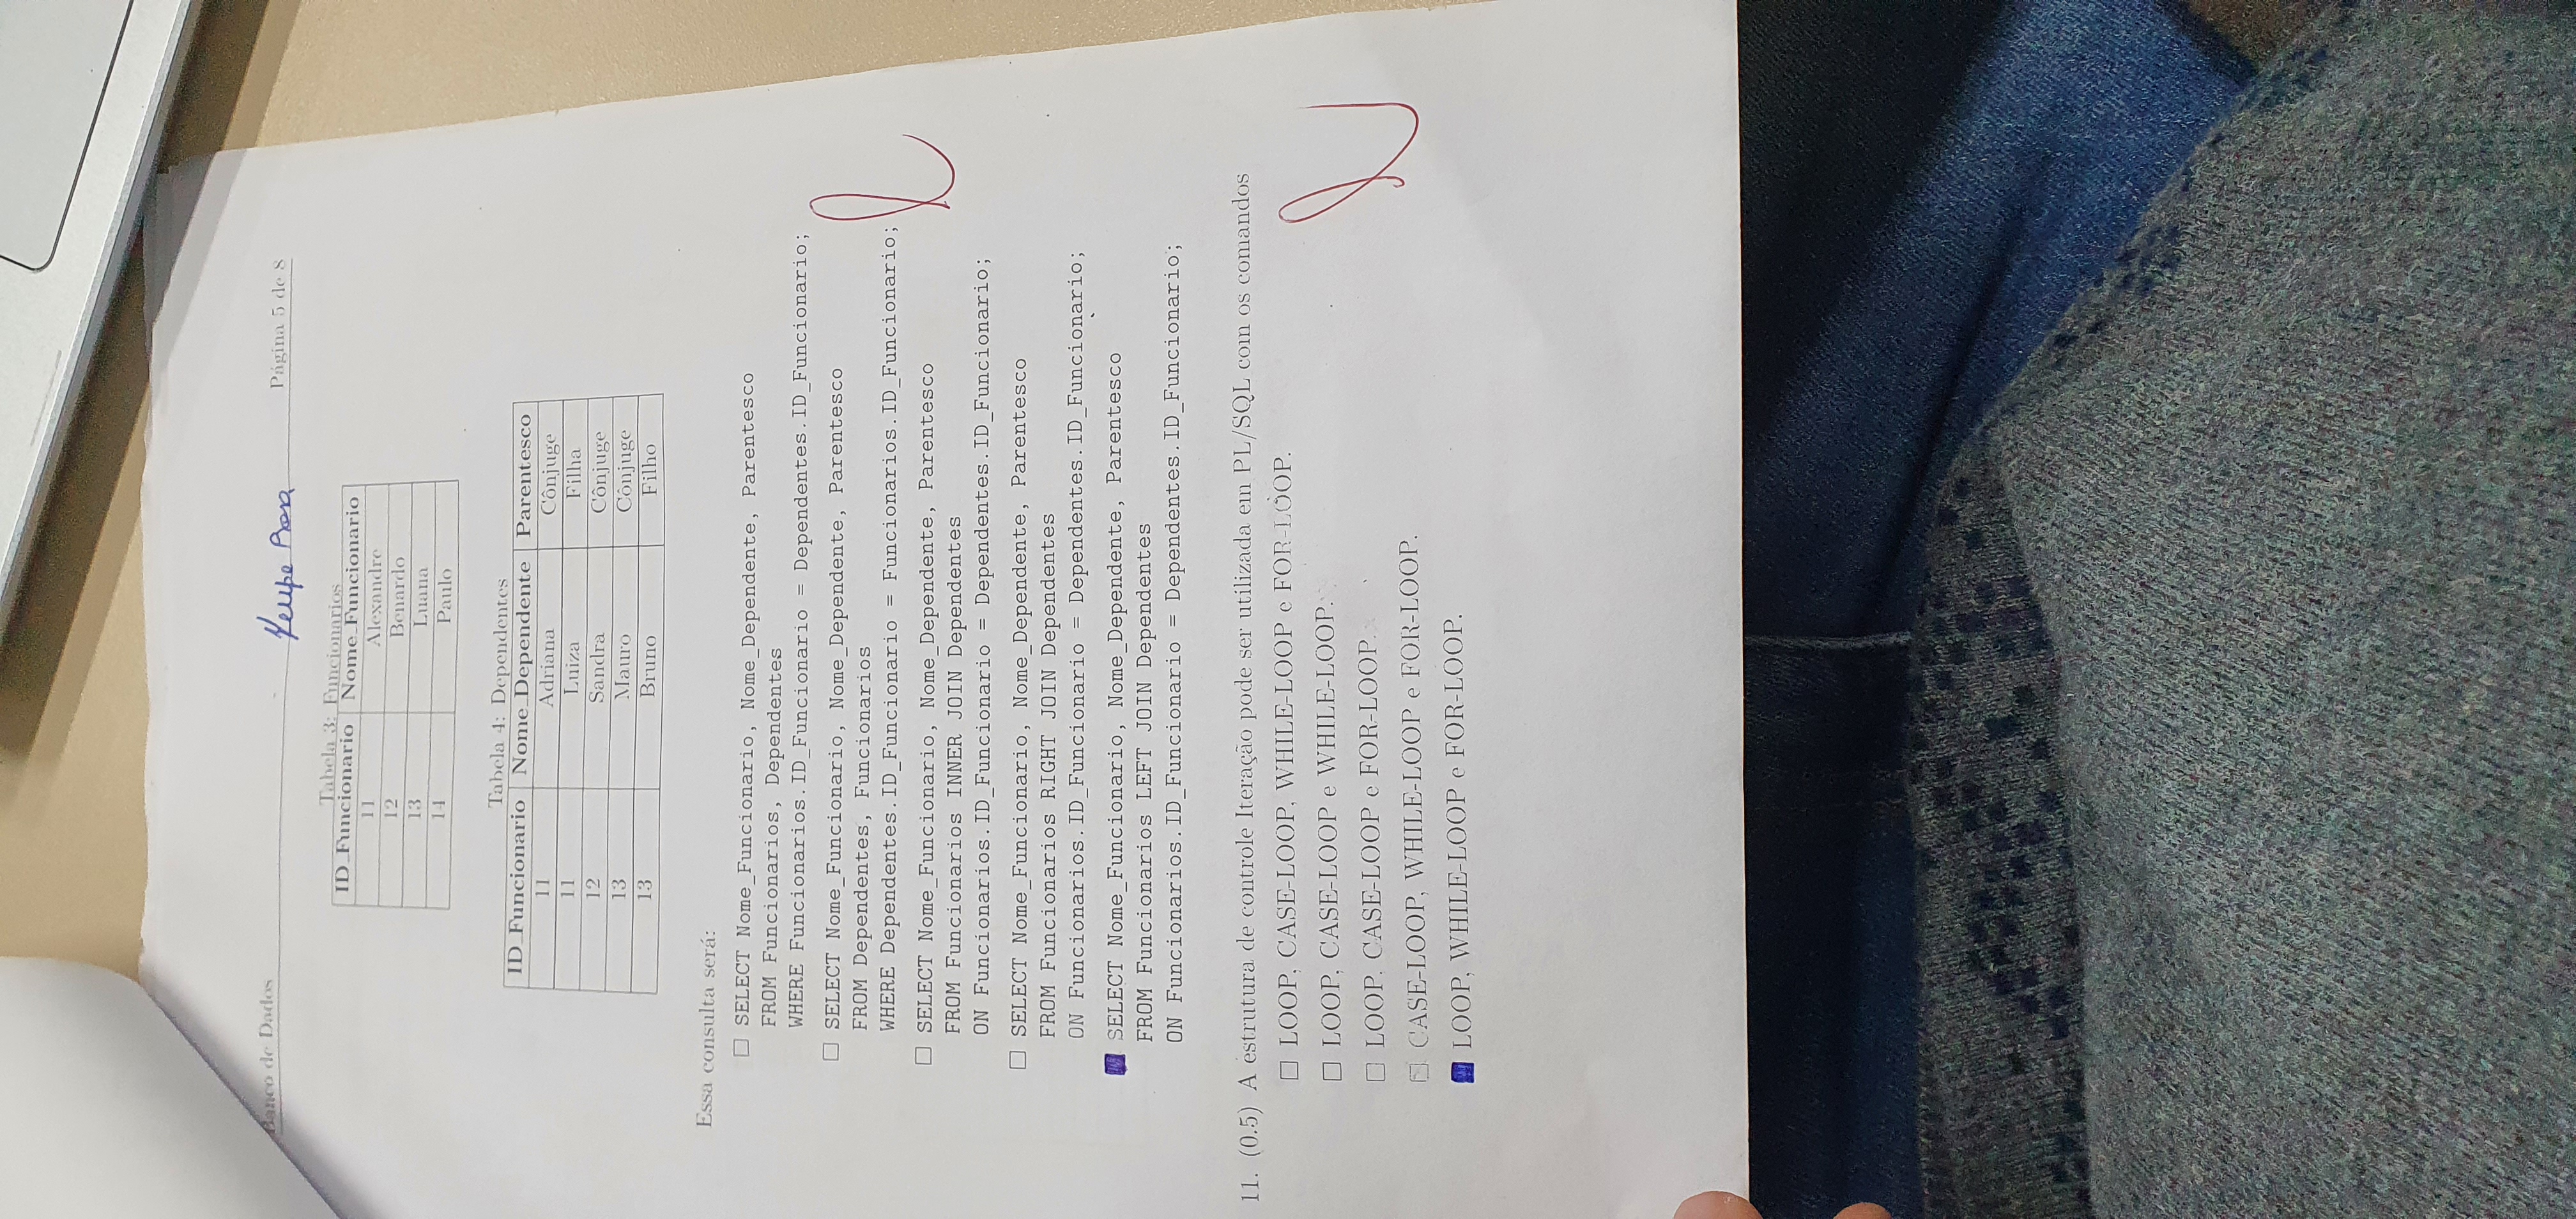 Banco de Dados Felipe Rosa Página 5 de 8
Tabela 3: Funcionarios
ID_Funcionario Nome_Funcionario
11 Alexandre
12 Benardo
13 Luana
14 Paulo
Tabela 4: Dependentes
ID_Funcionario Nome_Dependente Parentesco
11 Adriana Cônjuge
11 Luiza Filha
12 Sandra Cônjuge
13 Mauro Cônjuge
13 Bruno Filho
Essa consulta será:
SELECT Nome_Funcionario, Nome_Dependente, Parentesco
FROM Funcionarios, Dependentes
WHERE Funcionarios.ID_Funcionario = Dependentes.ID_Funcionario;
SELECT Nome_Funcionario, Nome_Dependente, Parentesco
FROM Dependentes, Funcionarios
WHERE Dependentes.ID_Funcionario = Funcionarios.ID_Funcionario;
SELECT Nome_Funcionario, Nome_Dependente, Parentesco
FROM Funcionarios INNER JOIN Dependentes
ON Funcionarios.ID_Funcionario = Dependentes.ID_Funcionario;
SELECT Nome_Funcionario, Nome_Dependente, Parentesco
FROM Funcionarios RIGHT JOIN Dependentes
ON Funcionarios.ID_Funcionario = Dependentes.ID_Funcionario;
SELECT Nome_Funcionario, Nome_Dependente, Parentesco
FROM Funcionarios LEFT JOIN Dependentes
ON Funcionarios.ID_Funcionario = Dependentes.ID_Funcionario;
11. (0.5) A estrutura de controle Iteração pode ser utilizada em PL/SQL com os comandos
LOOP, CASE-LOOP, WHILE-LOOP e FOR-LOOP.
LOOP, CASE-LOOP e WHILE-LOOP.
LOOP, CASE-LOOP e FOR-LOOP.
CASE-LOOP, WHILE-LOOP e FOR-LOOP.
LOOP, WHILE-LOOP e FOR-LOOP.